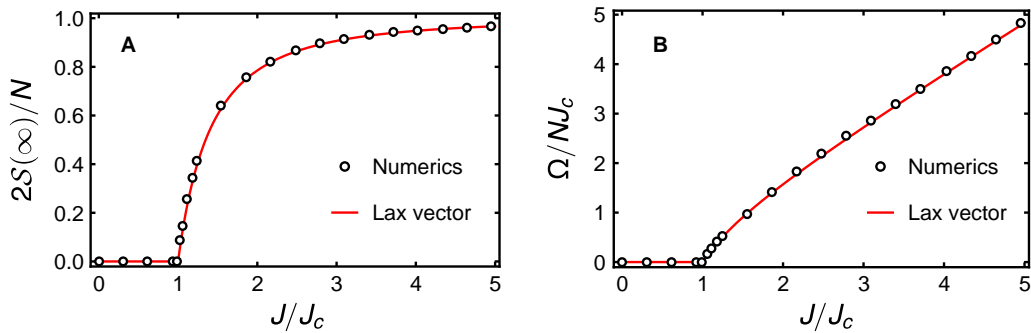 A
2S(∞)/N
1.0
0.8
0.6
0.4
0.2
0.0
Numerics
Lax vector
0 1 2 3 4 5
J/J_c
B
Ω/NJ_c
5
4
3
2
1
0
Numerics
Lax vector
0 1 2 3 4 5
J/J_c